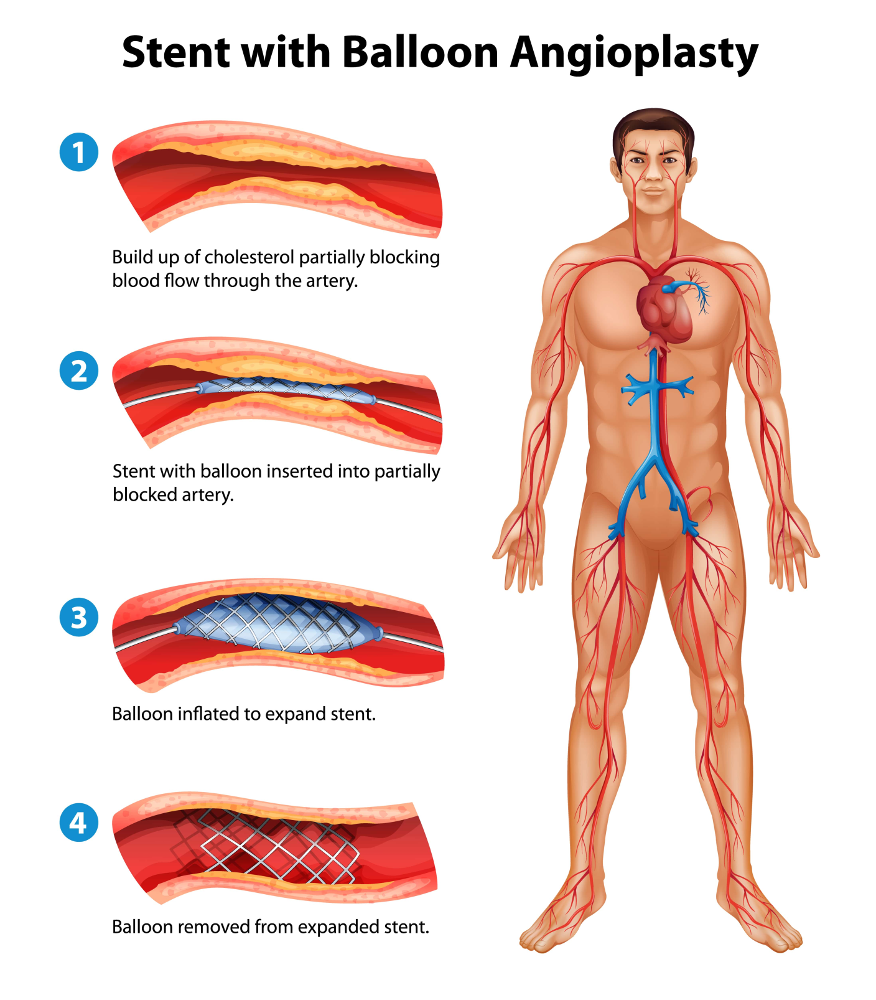 Stent with Balloon Angioplasty
1
Build up of cholesterol partially blocking
blood flow through the artery.
2
Stent with balloon inserted into partially
blocked artery.
3
Balloon inflated to expand stent.
4
Balloon removed from expanded stent.